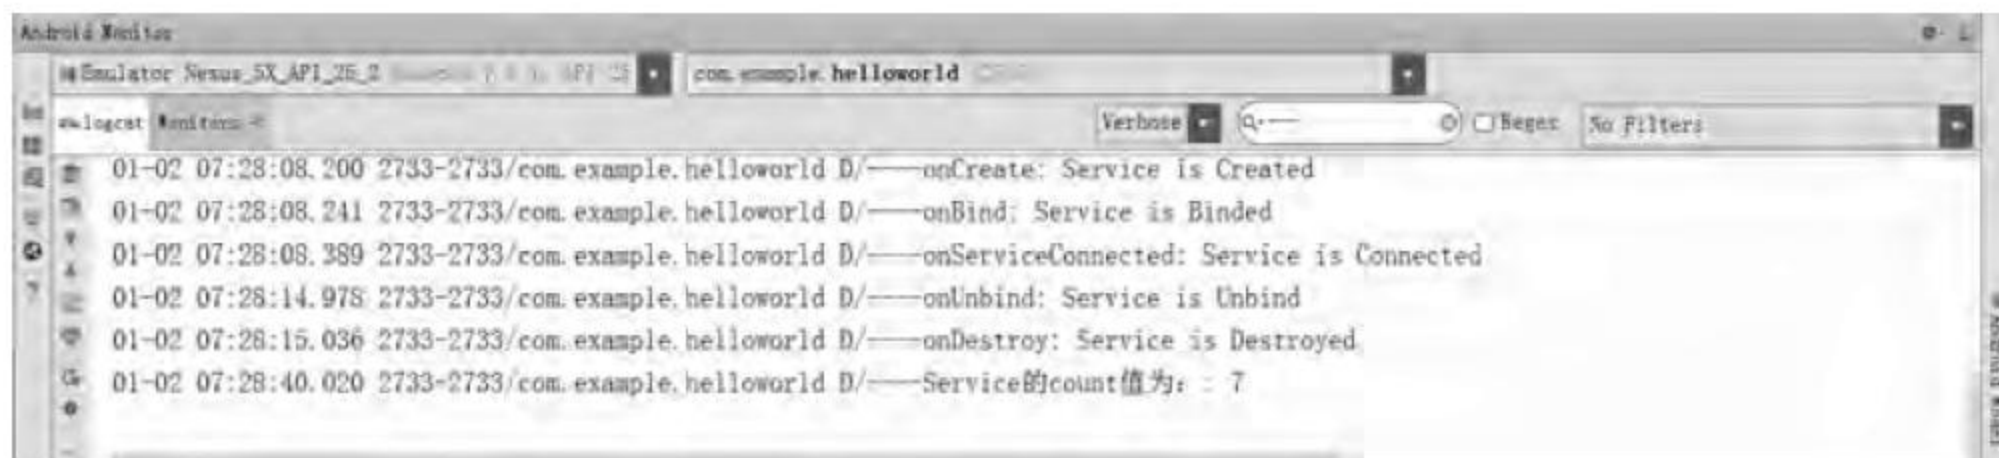 Android Monitor
Emulator Nexus_5X_API_25_2
com.example.helloworld
logcat Monitors
Verbose
Regex
No Filters
01-02 07:28:08.200 2733-2733/com.example.helloworld D/----onCreate: Service is Created
01-02 07:28:08.241 2733-2733/com.example.helloworld D/----onBind: Service is Binded
01-02 07:28:08.389 2733-2733/com.example.helloworld D/----onServiceConnected: Service is Connected
01-02 07:28:14.978 2733-2733/com.example.helloworld D/----onUnbind: Service is Unbind
01-02 07:28:15.036 2733-2733/com.example.helloworld D/----onDestroy: Service is Destroyed
01-02 07:28:40.020 2733-2733/com.example.helloworld D/----Service的count值为：: 7